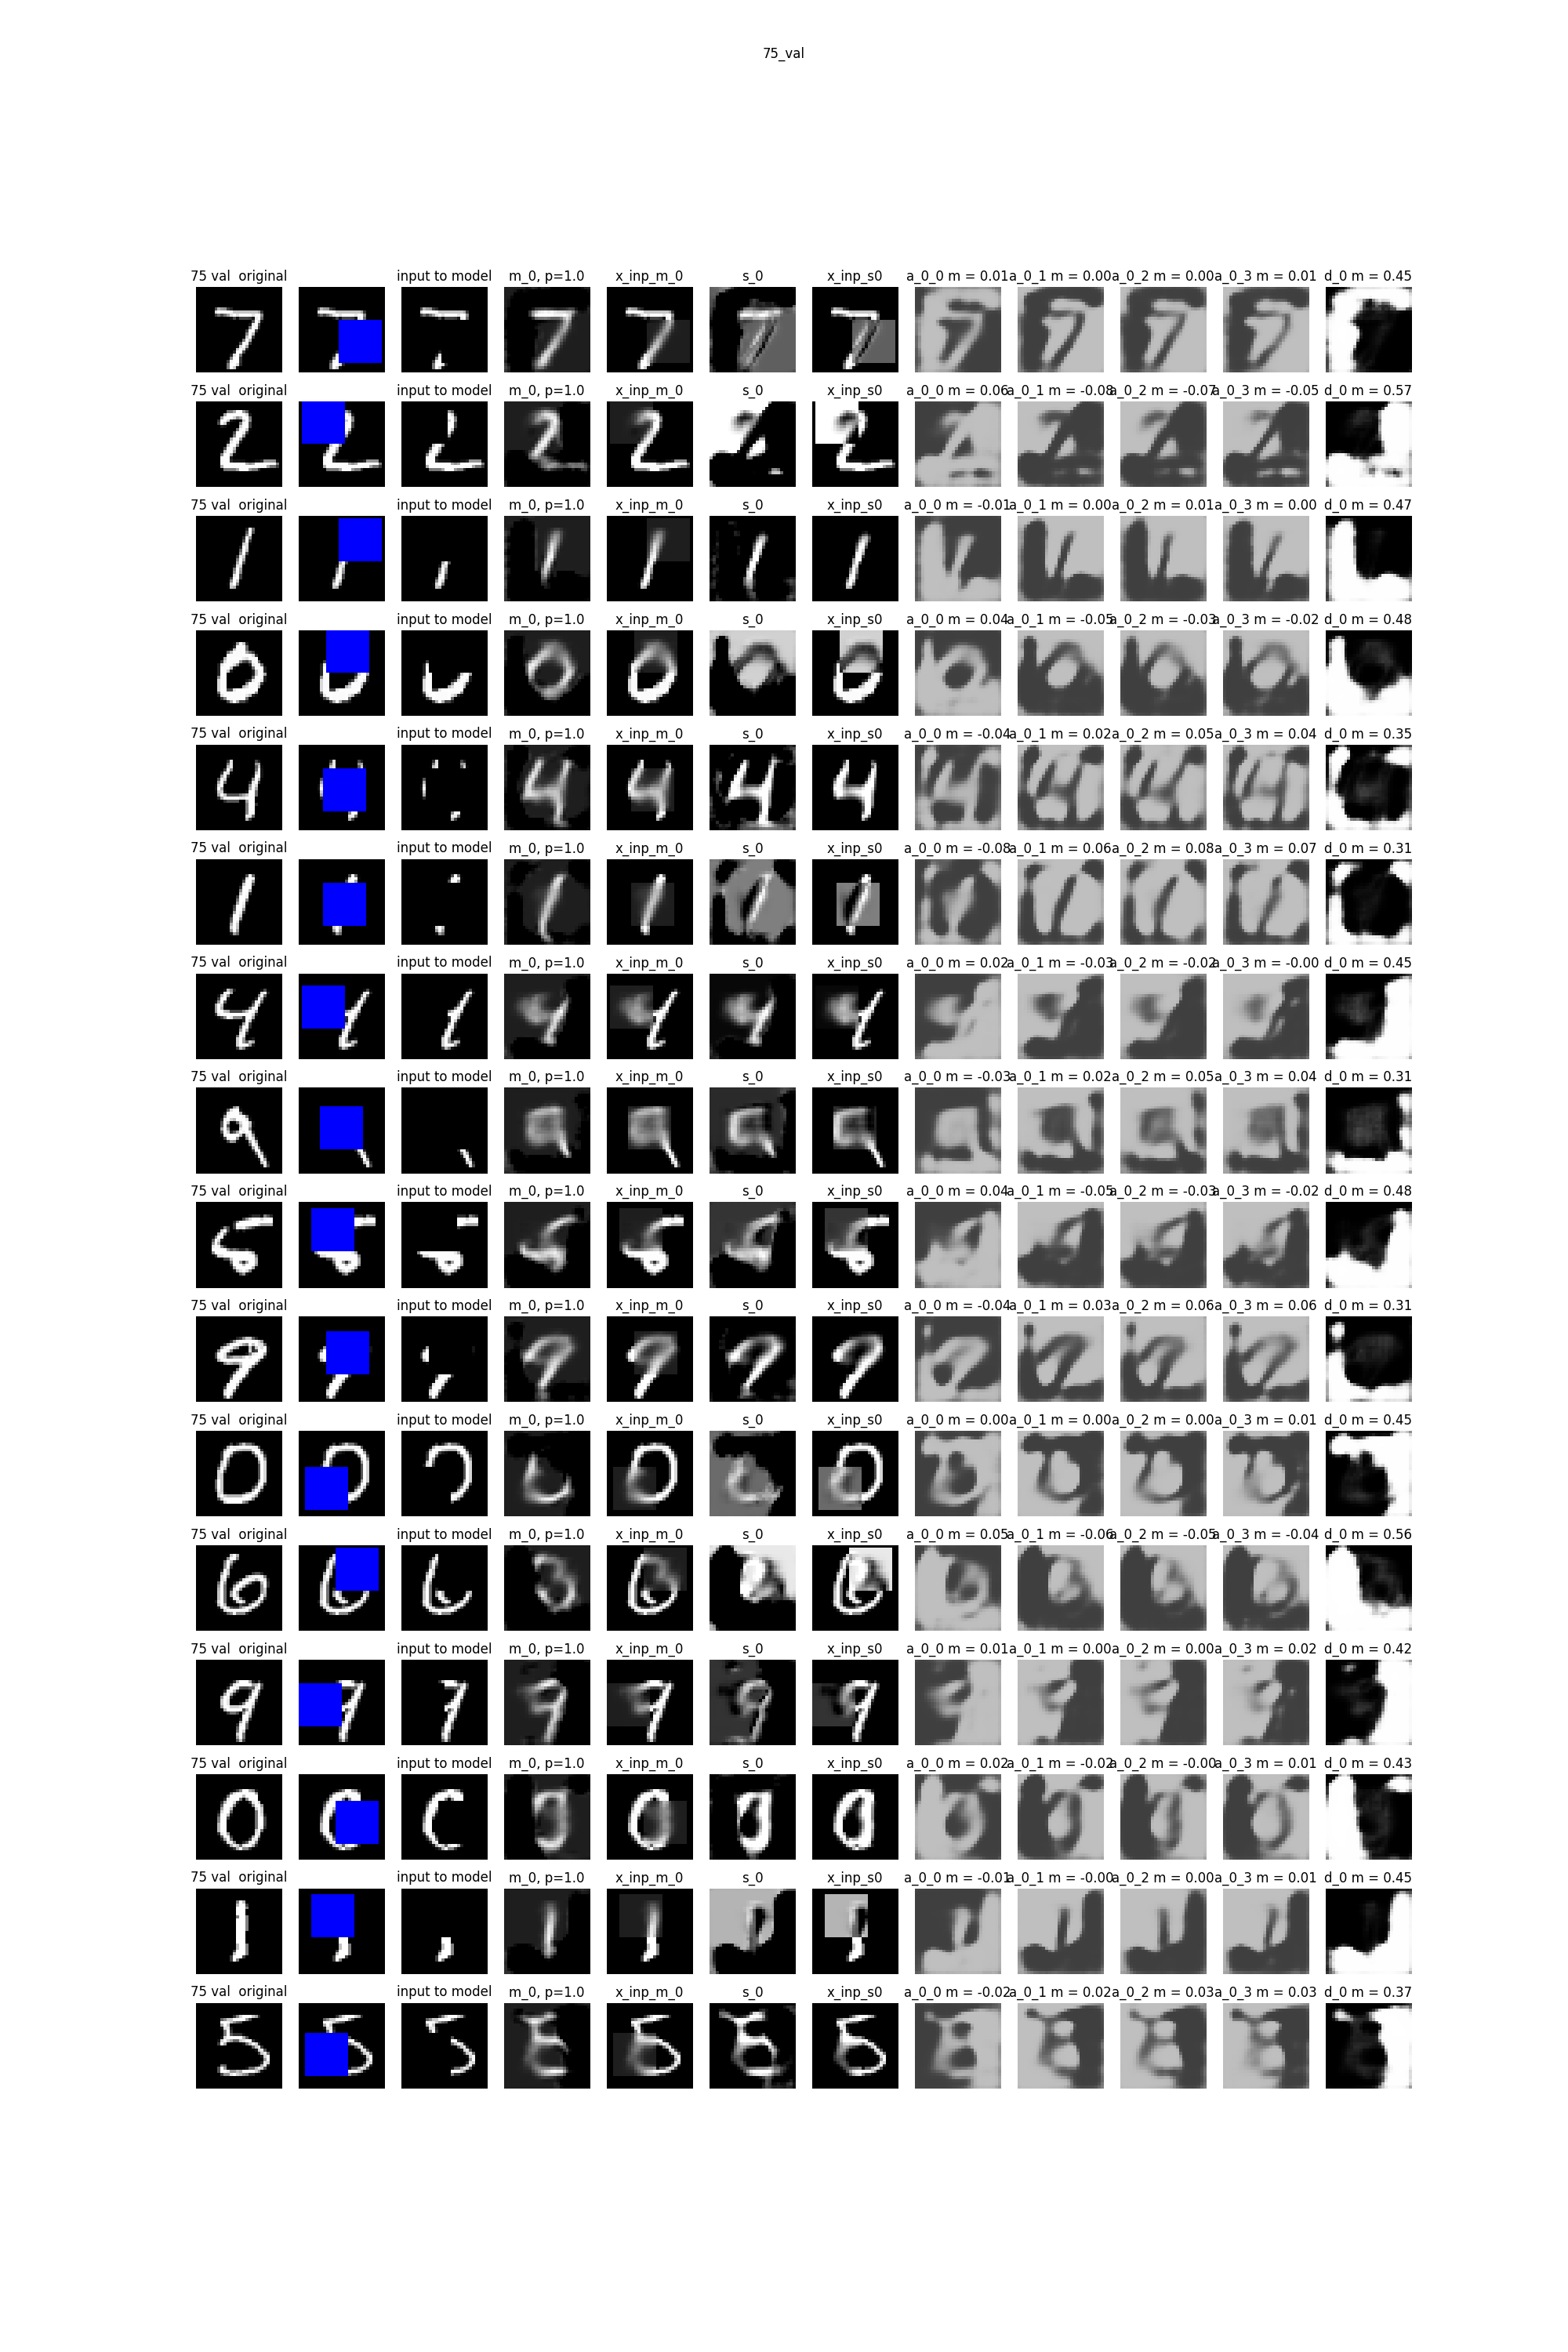 75_val
75 val original input to model m_0, p=1.0 x_inp_m_0 s_0 x_inp_s0 a_0_0 m = 0.01 a_0_1 m = 0.00 a_0_2 m = 0.00 a_0_3 m = 0.01 d_0 m = 0.45
75 val original input to model m_0, p=1.0 x_inp_m_0 s_0 x_inp_s0 a_0_0 m = 0.06 a_0_1 m = -0.08 a_0_2 m = -0.07 a_0_3 m = -0.05 d_0 m = 0.57
75 val original input to model m_0, p=1.0 x_inp_m_0 s_0 x_inp_s0 a_0_0 m = -0.01 a_0_1 m = 0.00 a_0_2 m = 0.01 a_0_3 m = 0.00 d_0 m = 0.47
75 val original input to model m_0, p=1.0 x_inp_m_0 s_0 x_inp_s0 a_0_0 m = 0.04 a_0_1 m = -0.05 a_0_2 m = -0.03 a_0_3 m = -0.02 d_0 m = 0.48
75 val original input to model m_0, p=1.0 x_inp_m_0 s_0 x_inp_s0 a_0_0 m = -0.04 a_0_1 m = 0.02 a_0_2 m = 0.05 a_0_3 m = 0.04 d_0 m = 0.35
75 val original input to model m_0, p=1.0 x_inp_m_0 s_0 x_inp_s0 a_0_0 m = -0.08 a_0_1 m = 0.06 a_0_2 m = 0.08 a_0_3 m = 0.07 d_0 m = 0.31
75 val original input to model m_0, p=1.0 x_inp_m_0 s_0 x_inp_s0 a_0_0 m = 0.02 a_0_1 m = -0.03 a_0_2 m = -0.02 a_0_3 m = -0.00 d_0 m = 0.45
75 val original input to model m_0, p=1.0 x_inp_m_0 s_0 x_inp_s0 a_0_0 m = -0.03 a_0_1 m = 0.02 a_0_2 m = 0.05 a_0_3 m = 0.04 d_0 m = 0.31
75 val original input to model m_0, p=1.0 x_inp_m_0 s_0 x_inp_s0 a_0_0 m = 0.04 a_0_1 m = -0.05 a_0_2 m = -0.03 a_0_3 m = -0.02 d_0 m = 0.48
75 val original input to model m_0, p=1.0 x_inp_m_0 s_0 x_inp_s0 a_0_0 m = -0.04 a_0_1 m = 0.03 a_0_2 m = 0.06 a_0_3 m = 0.06 d_0 m = 0.31
75 val original input to model m_0, p=1.0 x_inp_m_0 s_0 x_inp_s0 a_0_0 m = 0.00 a_0_1 m = 0.00 a_0_2 m = 0.00 a_0_3 m = 0.01 d_0 m = 0.45
75 val original input to model m_0, p=1.0 x_inp_m_0 s_0 x_inp_s0 a_0_0 m = 0.05 a_0_1 m = -0.06 a_0_2 m = -0.05 a_0_3 m = -0.04 d_0 m = 0.56
75 val original input to model m_0, p=1.0 x_inp_m_0 s_0 x_inp_s0 a_0_0 m = 0.01 a_0_1 m = 0.00 a_0_2 m = 0.00 a_0_3 m = 0.02 d_0 m = 0.42
75 val original input to model m_0, p=1.0 x_inp_m_0 s_0 x_inp_s0 a_0_0 m = 0.02 a_0_1 m = -0.02 a_0_2 m = -0.00 a_0_3 m = 0.01 d_0 m = 0.43
75 val original input to model m_0, p=1.0 x_inp_m_0 s_0 x_inp_s0 a_0_0 m = -0.01 a_0_1 m = -0.00 a_0_2 m = 0.00 a_0_3 m = 0.01 d_0 m = 0.45
75 val original input to model m_0, p=1.0 x_inp_m_0 s_0 x_inp_s0 a_0_0 m = -0.02 a_0_1 m = 0.02 a_0_2 m = 0.03 a_0_3 m = 0.03 d_0 m = 0.37